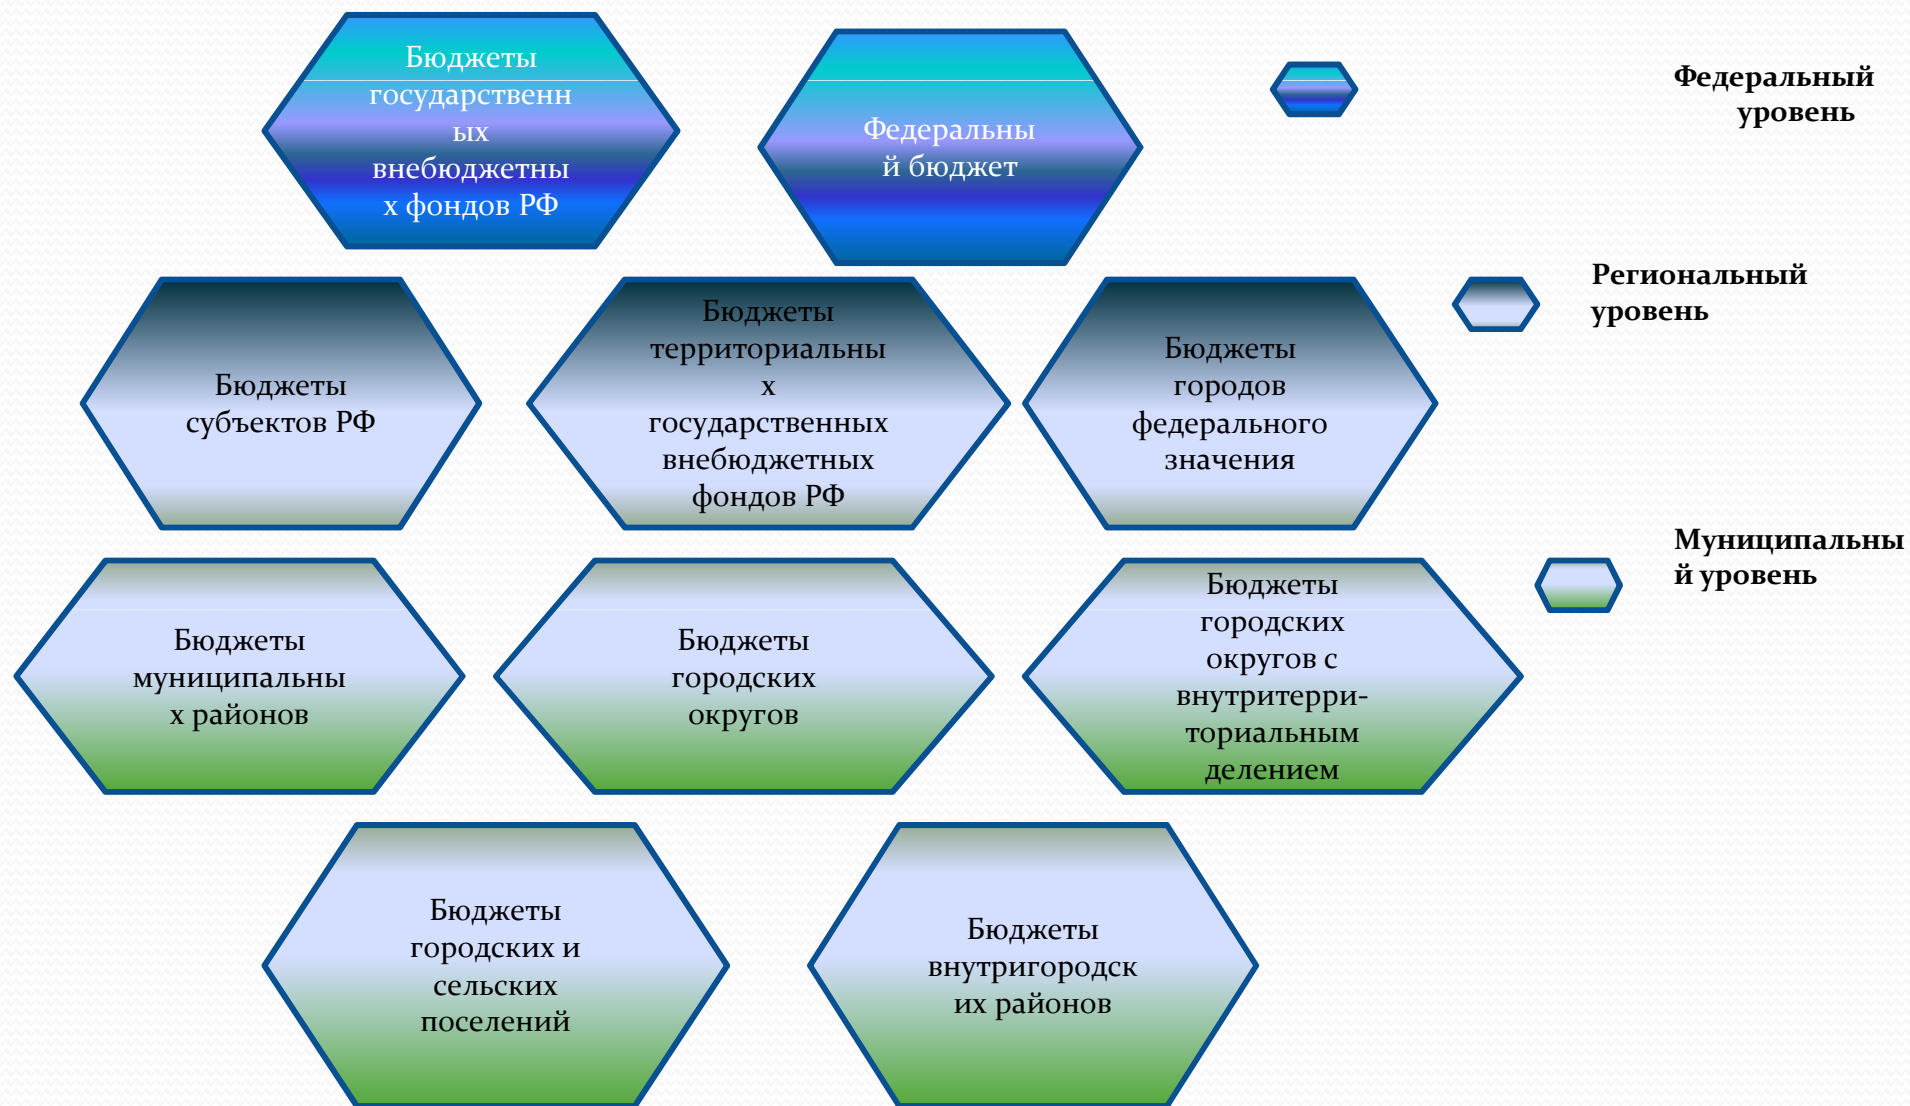 Бюджеты
государственн
ых
внебюджетны
х фондов РФ
Федеральны
й бюджет
Федеральный
уровень
Бюджеты
субъектов РФ
Бюджеты
территориальны
х
государственных
внебюджетных
фондов РФ
Бюджеты
городов
федерального
значения
Региональный
уровень
Бюджеты
муниципальны
х районов
Бюджеты
городских
округов
Бюджеты
городских
округов с
внутритерри-
ториальным
делением
Муниципальны
й уровень
Бюджеты
городских и
сельских
поселений
Бюджеты
внутригородск
их районов